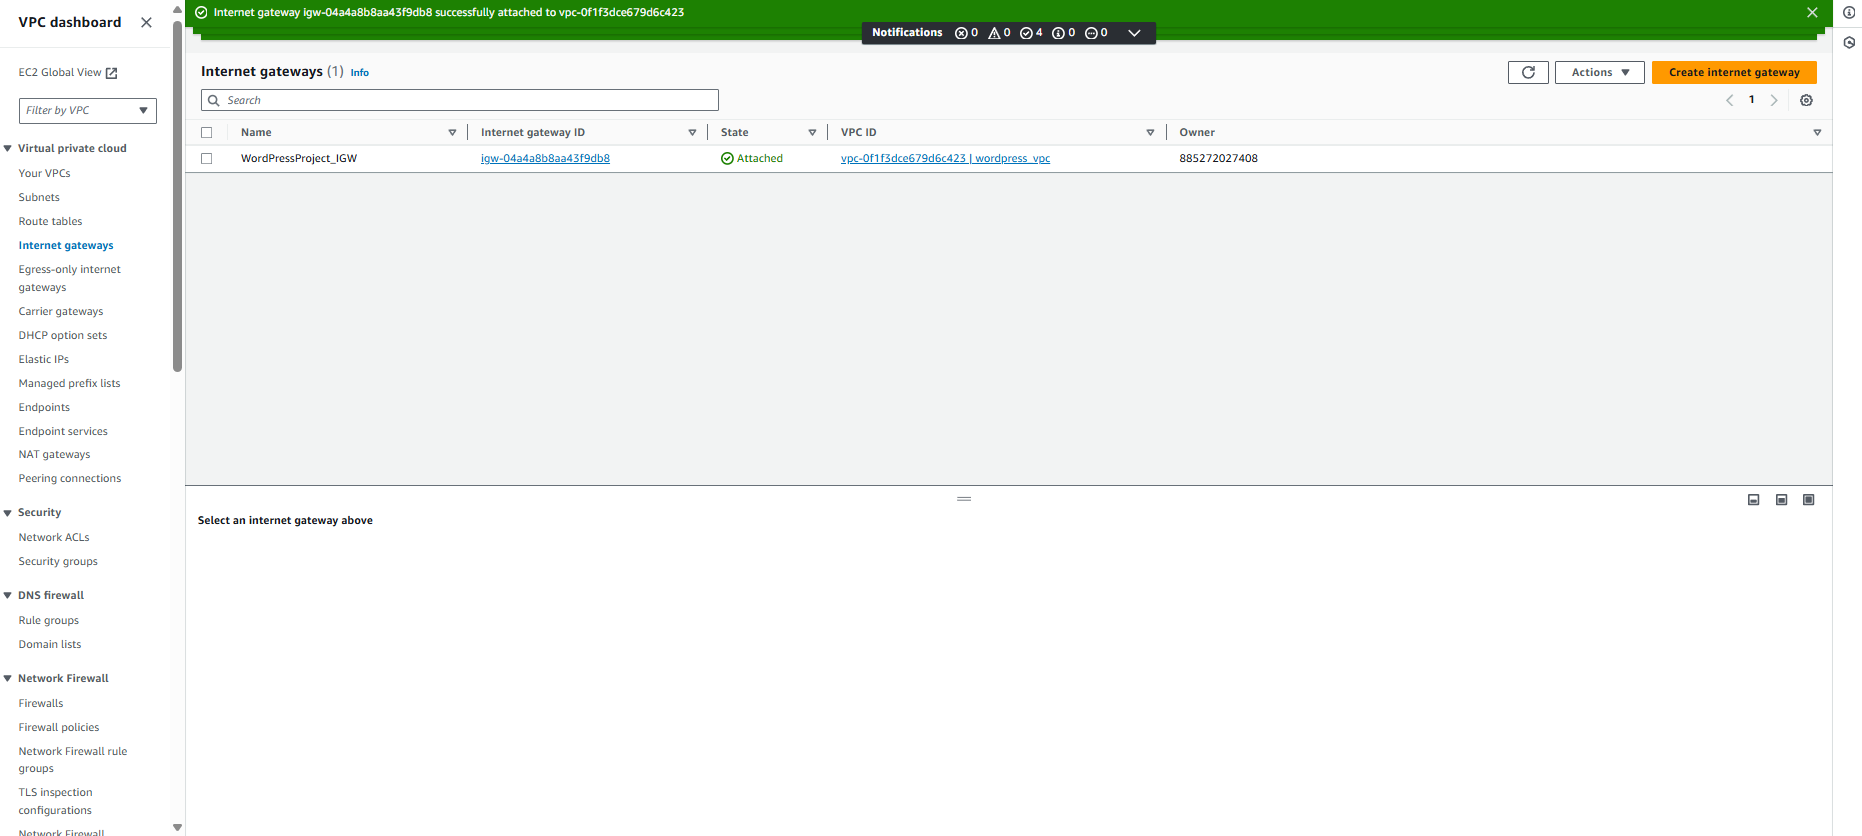 VPC dashboard
EC2 Global View
Filter by VPC
Virtual private cloud
Your VPCs
Subnets
Route tables
Internet gateways
Egress-only internet
gateways
Carrier gateways
DHCP option sets
Elastic IPs
Managed prefix lists
Endpoints
Endpoint services
NAT gateways
Peering connections
Security
Network ACLs
Security groups
DNS firewall
Rule groups
Domain lists
Network Firewall
Firewalls
Firewall policies
Network Firewall rule
groups
TLS inspection
configurations
Network Firewall
Internet gateway igw-04a4a8b8aa43f9db8 successfully attached to vpc-0f1f3dce679d6c423
Notifications 0 0 4 0 0
Internet gateways (1) Info
Actions
Create internet gateway
Search
1
Name Internet gateway ID State VPC ID Owner
WordPressProject_IGW igw-04a4a8b8aa43f9db8 Attached vpc-0f1f3dce679d6c423 | wordpress_vpc 885272027408
Select an internet gateway above